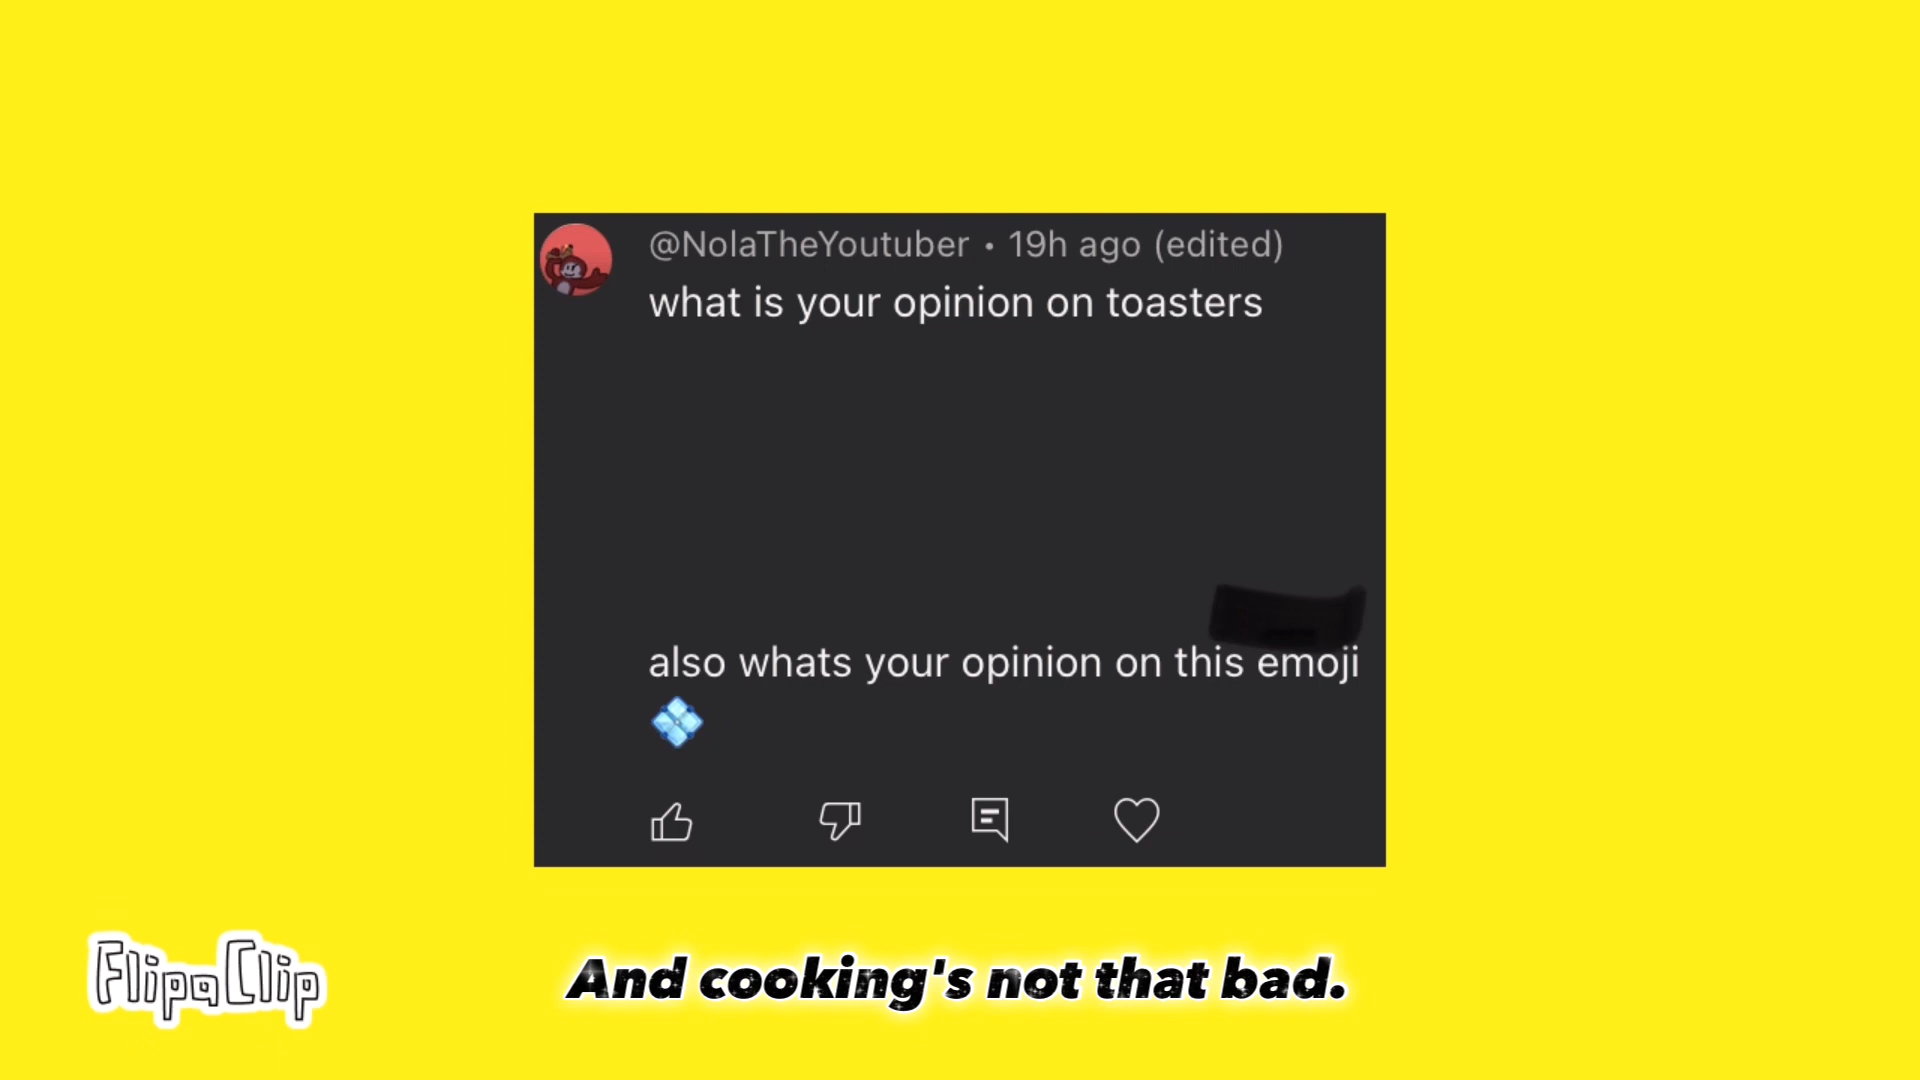 @NolaTheYoutuber • 19h ago (edited)
what is your opinion on toasters
also whats your opinion on this emoji
💠
FlipaClip
And cooking's not that bad.